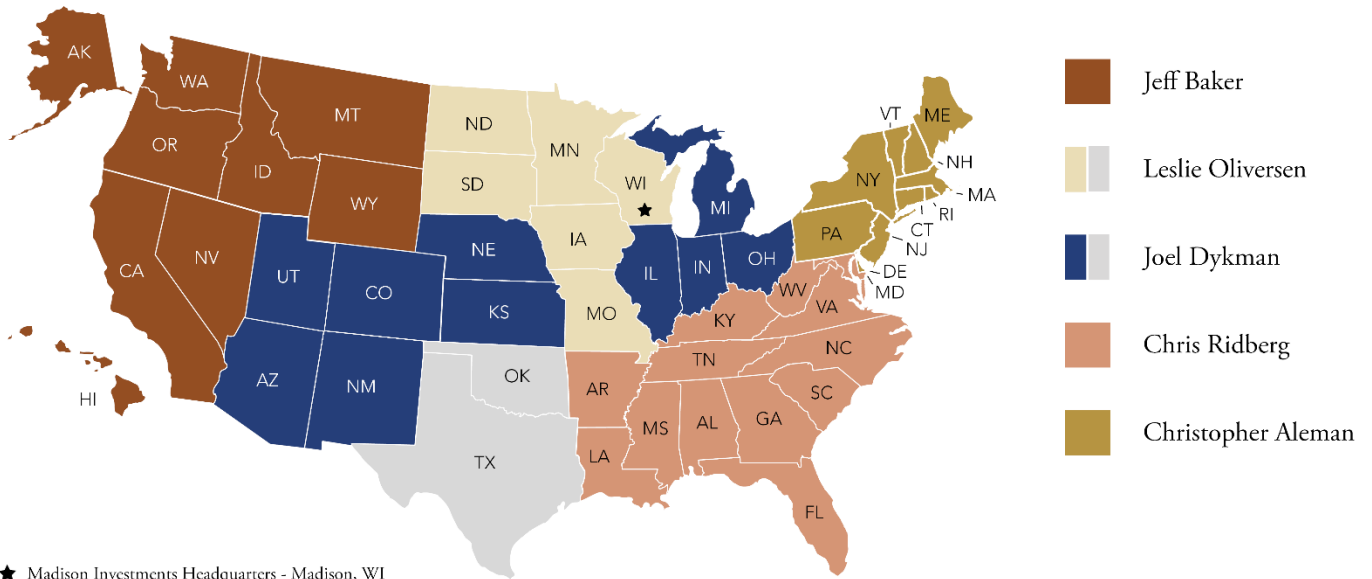 AK
WA
MT
ND
MN
VT
ME
OR
ID
SD
WI
MI
NY
NH
MA
WY
RI
CT
PA
NJ
NE
IA
CA
NV
UT
CO
IL
IN
OH
DE
MD
KS
MO
WV
VA
KY
NC
TN
AZ
NM
OK
AR
SC
HI
MS
AL
GA
TX
LA
FL
Jeff Baker
Leslie Oliversen
Joel Dykman
Chris Ridberg
Christopher Aleman
★ Madison Investments Headquarters - Madison, WI